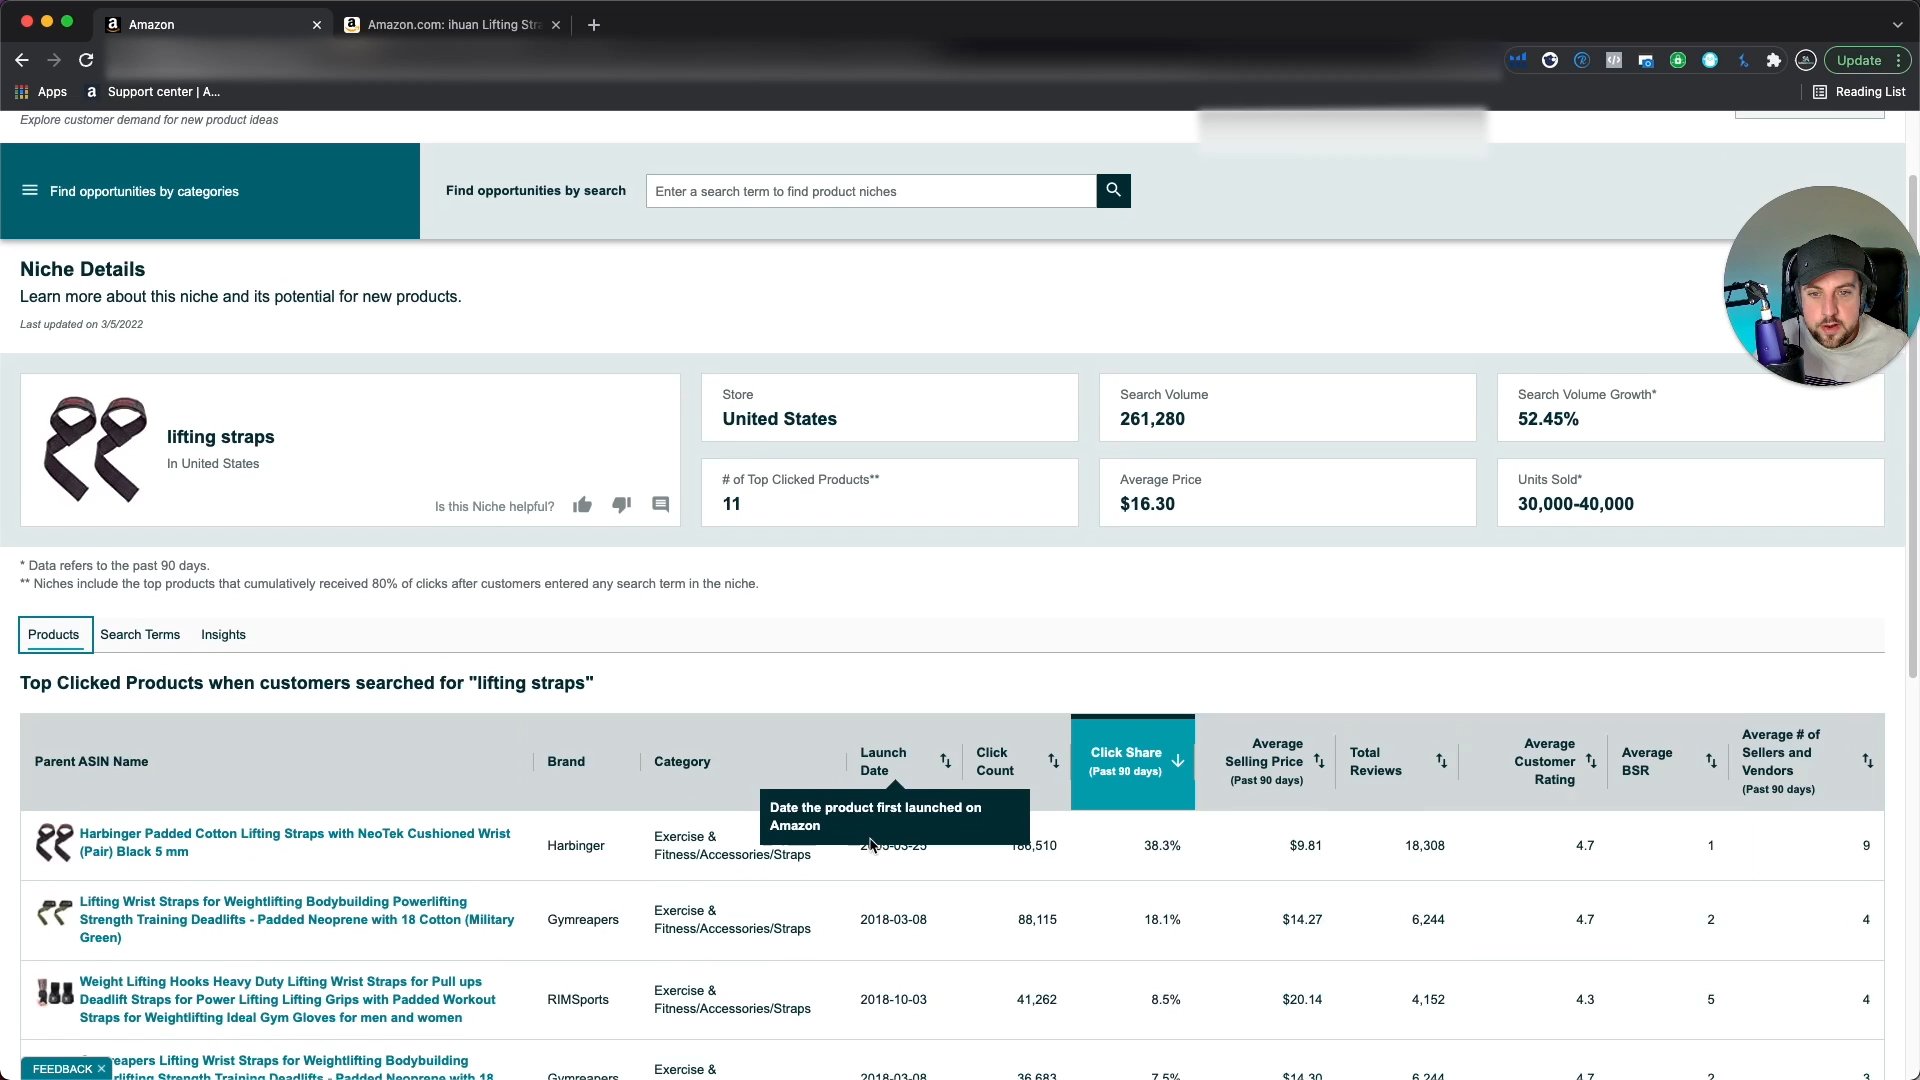 Amazon
Amazon.com: ihuan Lifting Stra
Update
Apps
Support center | A...
Reading List
Explore customer demand for new product ideas
Find opportunities by categories
Find opportunities by search
Enter a search term to find product niches
Niche Details
Learn more about this niche and its potential for new products.
Last updated on 3/5/2022
lifting straps
In United States
Is this Niche helpful?
Store
United States
Search Volume
261,280
Search Volume Growth*
52.45%
# of Top Clicked Products**
11
Average Price
$16.30
Units Sold*
30,000-40,000
* Data refers to the past 90 days.
** Niches include the top products that cumulatively received 80% of clicks after customers entered any search term in the niche.
Products Search Terms Insights
Top Clicked Products when customers searched for "lifting straps"
Parent ASIN Name
Brand
Category
Launch
Date
Click
Count
Click Share
(Past 90 days)
Average
Selling Price
(Past 90 days)
Total
Reviews
Average
Customer
Rating
Average
BSR
Average # of
Sellers and
Vendors
(Past 90 days)
Date the product first launched on
Amazon
Harbinger Padded Cotton Lifting Straps with NeoTek Cushioned Wrist
(Pair) Black 5 mm
Harbinger
Exercise &
Fitness/Accessories/Straps
38.3%
$9.81
18,308
4.7
1
9
Lifting Wrist Straps for Weightlifting Bodybuilding Powerlifting
Strength Training Deadlifts - Padded Neoprene with 18 Cotton (Military
Green)
Gymreapers
Exercise &
Fitness/Accessories/Straps
2018-03-08
88,115
18.1%
$14.27
6,244
4.7
2
4
Weight Lifting Hooks Heavy Duty Lifting Wrist Straps for Pull ups
Deadlift Straps for Power Lifting Lifting Grips with Padded Workout
Straps for Weightlifting Ideal Gym Gloves for men and women
RIMSports
Exercise &
Fitness/Accessories/Straps
2018-10-03
41,262
8.5%
$20.14
4,152
4.3
5
4
reapers Lifting Wrist Straps for Weightlifting Bodybuilding
rlifting Strength Training Deadlifts - Padded Neoprene with 18
Gymreapers
Exercise &
2018-03-08
36,683
7.5%
$14.30
6,244
4.7
2
3
FEEDBACK